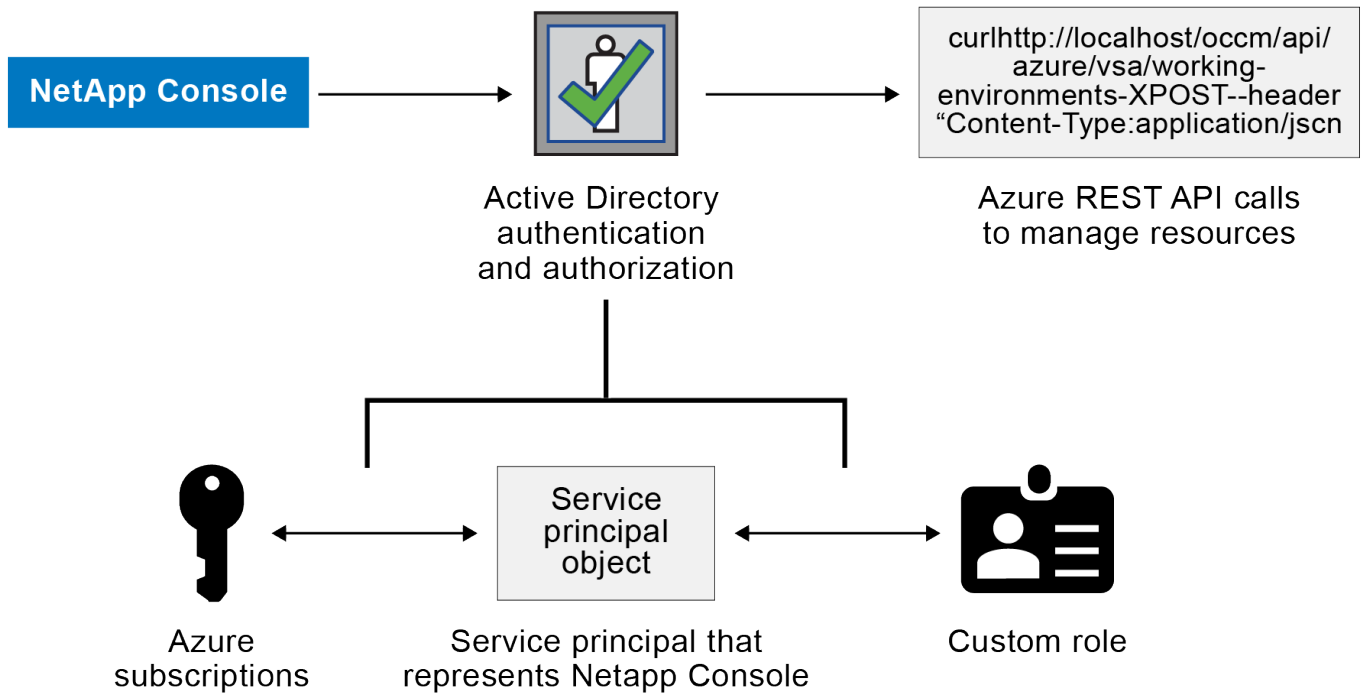 NetApp Console
curlhttp://localhost/occm/api/
azure/vsa/working-
environments-XPOST--header
“Content-Type:application/jscn
Active Directory
authentication
and authorization
Azure REST API calls
to manage resources
Service
principal
object
Azure
subscriptions
Service principal that
represents Netapp Console
Custom role